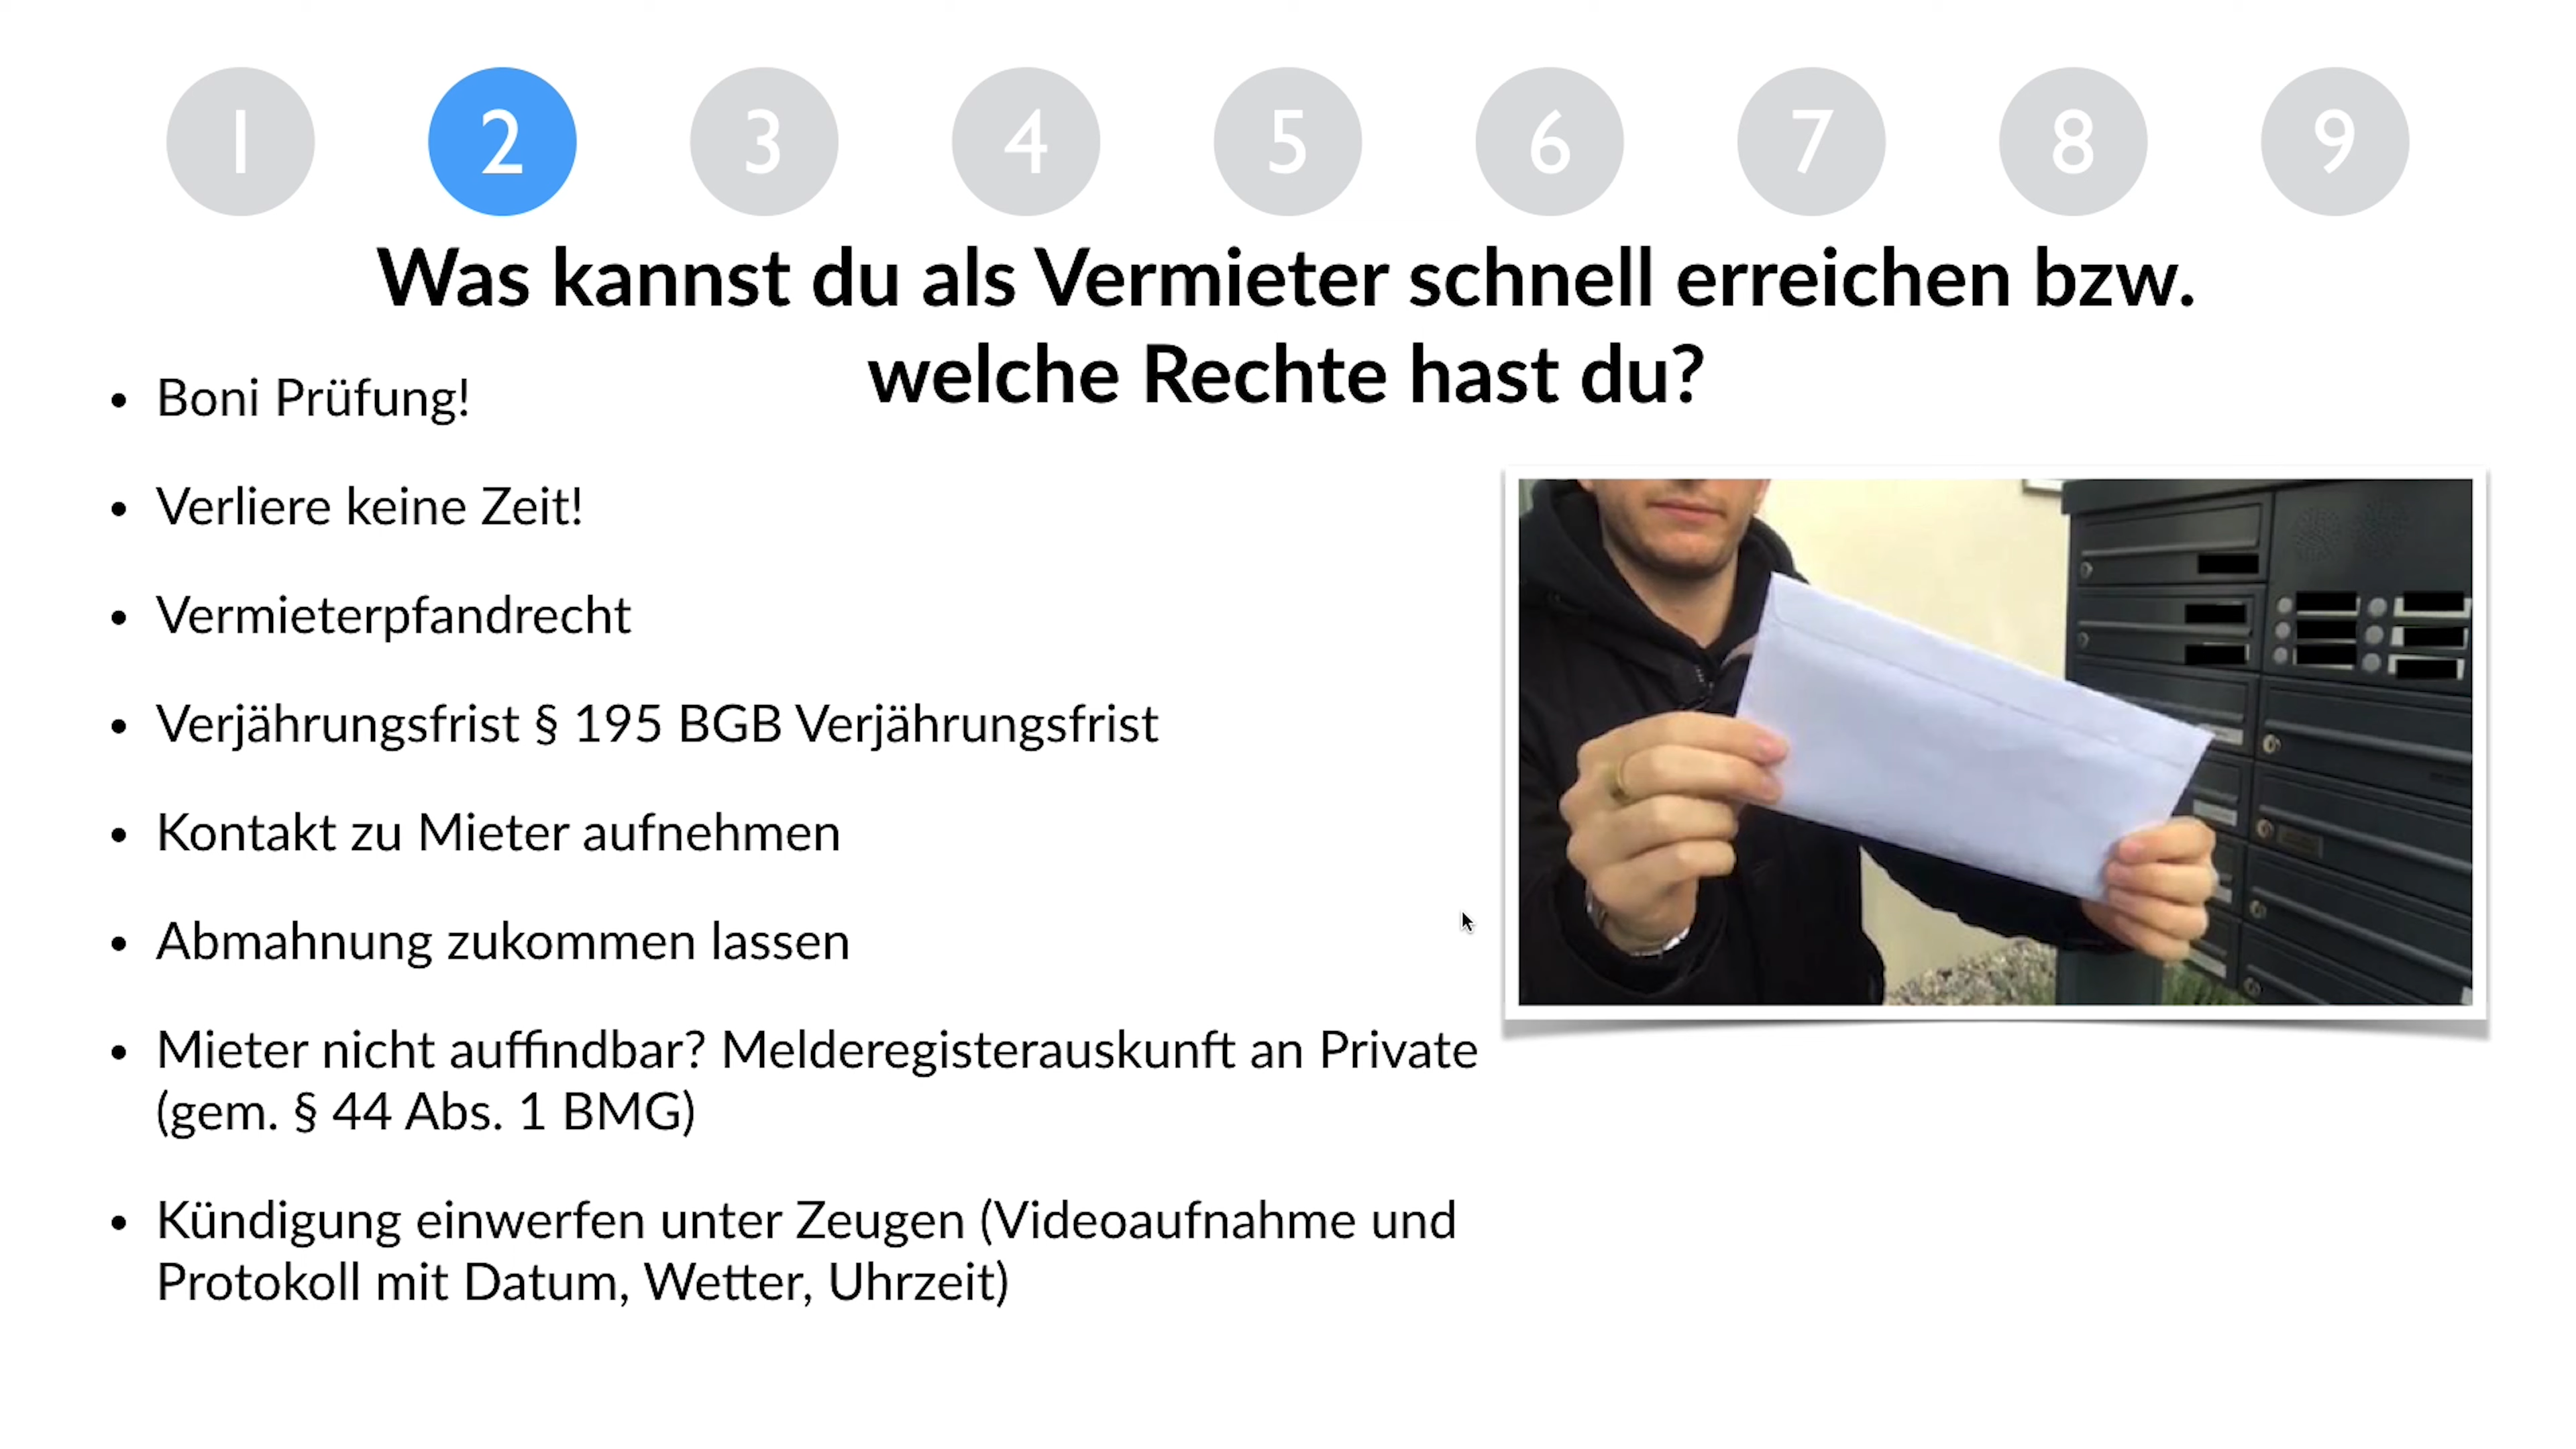 1 2 3 4 5 6 7 8 9
Was kannst du als Vermieter schnell erreichen bzw.
welche Rechte hast du?
• Boni Prüfung!
• Verliere keine Zeit!
• Vermieterpfandrecht
• Verjährungsfrist § 195 BGB Verjährungsfrist
• Kontakt zu Mieter aufnehmen
• Abmahnung zukommen lassen
• Mieter nicht auffindbar? Melderegisterauskunft an Private
(gem. § 44 Abs. 1 BMG)
• Kündigung einwerfen unter Zeugen (Videoaufnahme und
Protokoll mit Datum, Wetter, Uhrzeit)